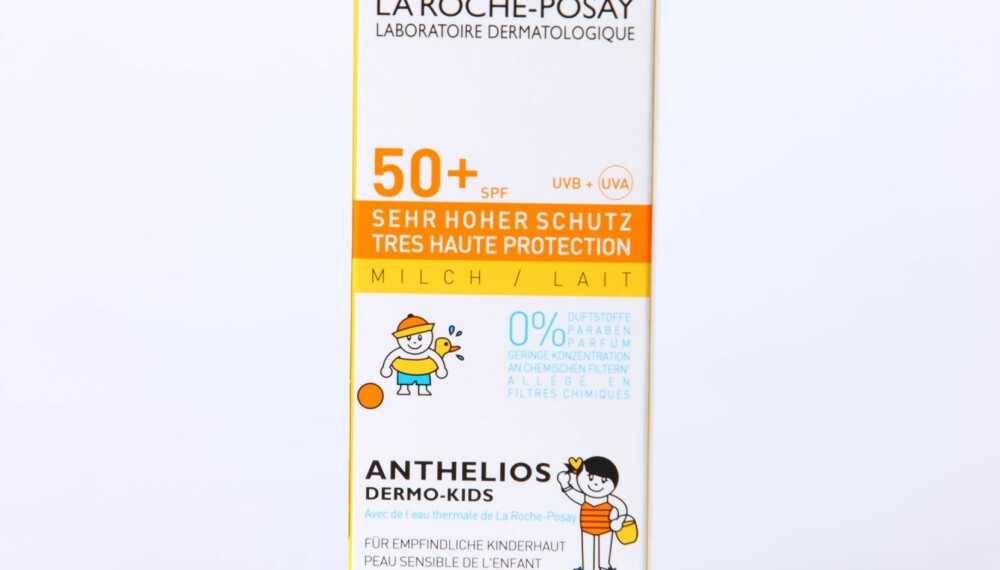 LA ROCHE-POSAY
LABORATOIRE DERMATOLOGIQUE
50+ SPF
UVB + UVA
SEHR HOHER SCHUTZ
TRES HAUTE PROTECTION
MILCH / LAIT
0%
DUFTSTOFFE
PARABEN
PARFUM
GERINGE KONZENTRATION
AN CHEMISCHEN FILTERN
ALLÉGÉ EN
FILTRES CHIMIQUES
ANTHELIOS
DERMO-KIDS
Avec de l'eau thermale de La Roche-Posay
FÜR EMPFINDLICHE KINDERHAUT
PEAU SENSIBLE DE L'ENFANT